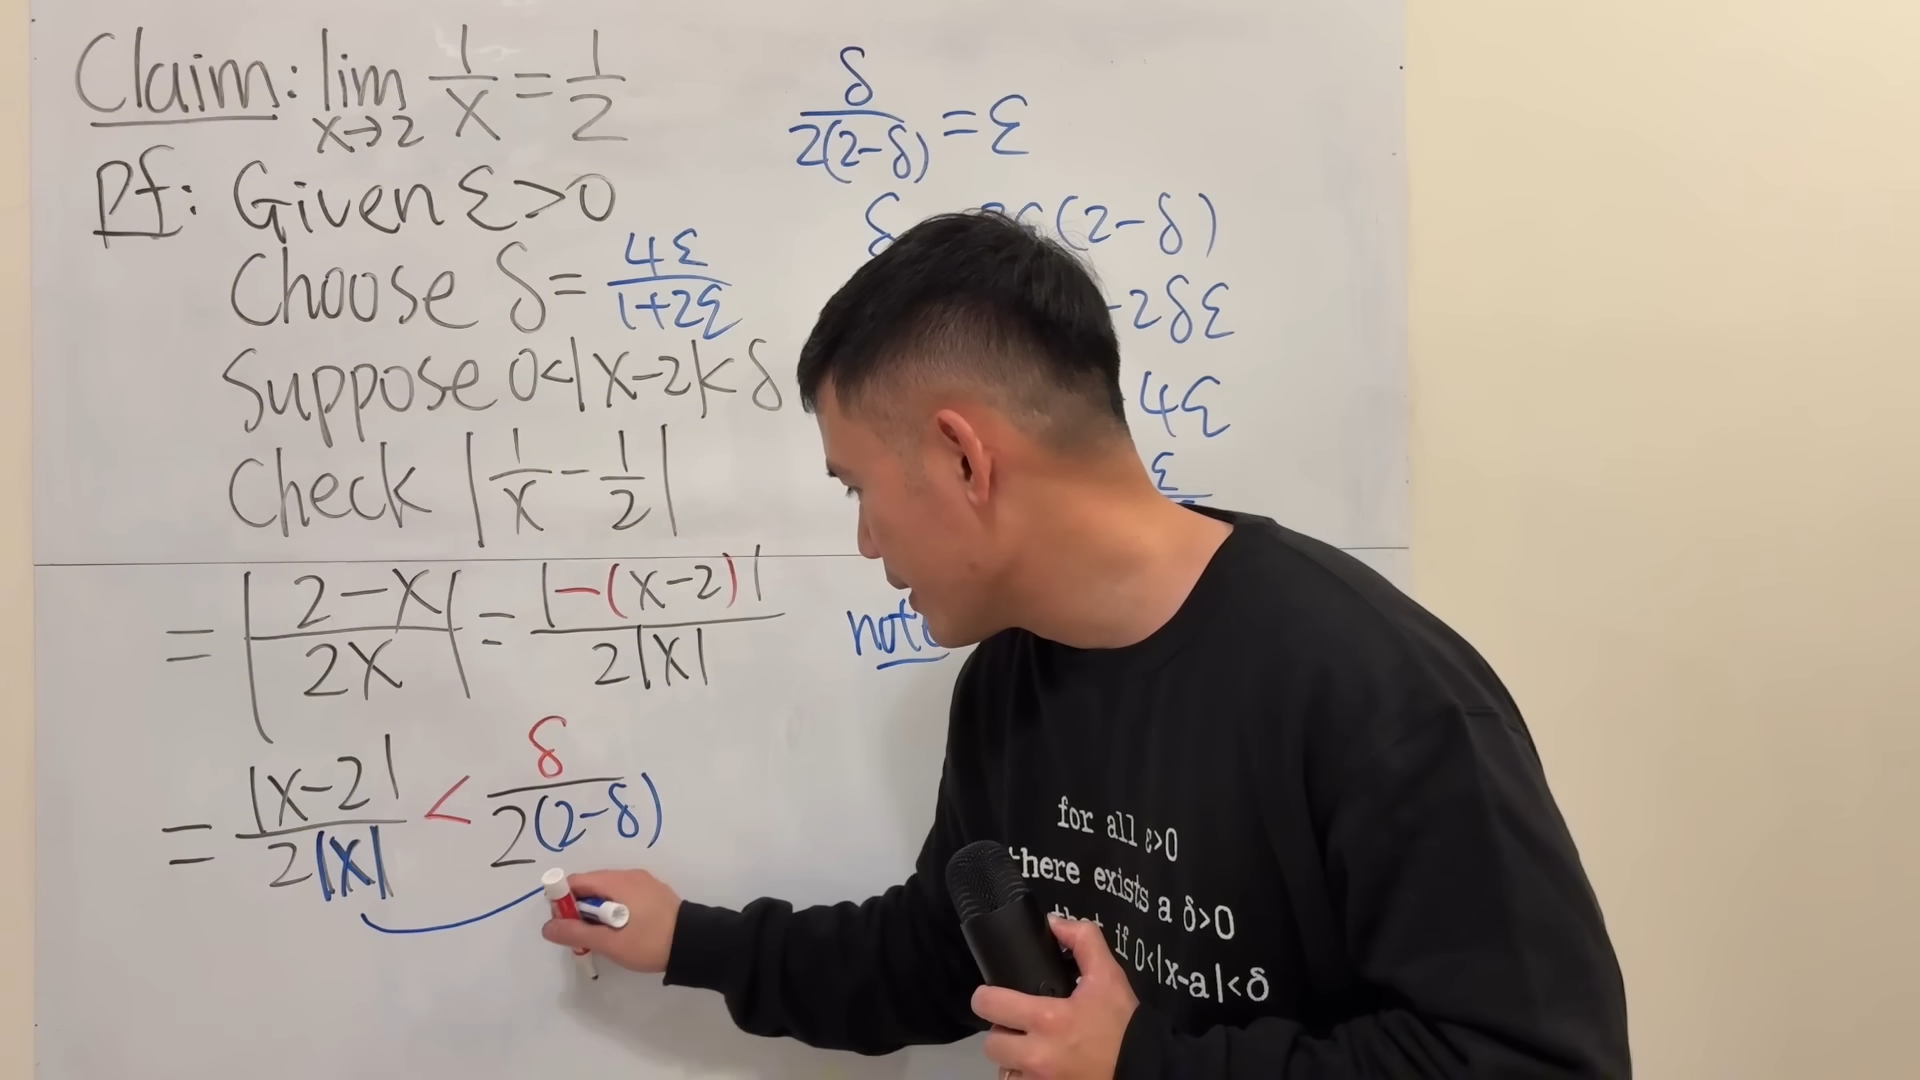 Claim: lim x→2 1/x = 1/2
Pf: Given ε>0
Choose δ = 4ε/(1+2ε)
Suppose 0<|x-2|<δ
Check |1/x - 1/2|
= |(2-x)/(2x)| = |-(x-2)|/(2|x|)
= |x-2|/(2|x|) < δ/(2(2-δ))
δ/(2(2-δ)) = ε
δ (2-δ)
-2δε
4ε
ε
note
for all ε>0
there exists a δ>0
that if 0<|x-a|<δ